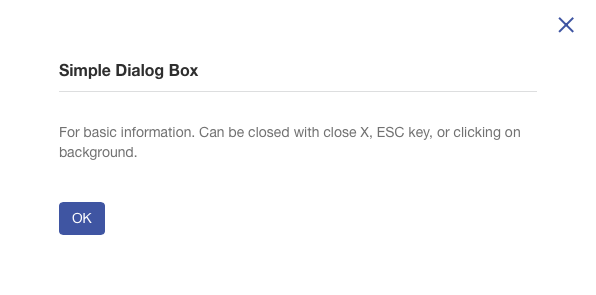 Simple Dialog Box
For basic information. Can be closed with close X, ESC key, or clicking on
background.
OK